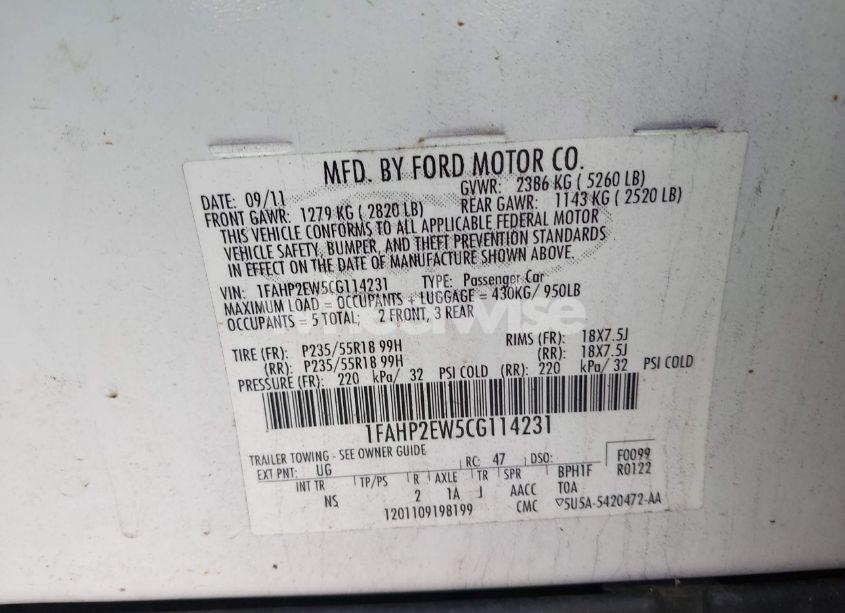 MFD. BY FORD MOTOR CO.
DATE: 09/11 GVWR: 2386 KG ( 5260 LB)
FRONT GAWR: 1279 KG ( 2820 LB) REAR GAWR: 1143 KG ( 2520 LB)
THIS VEHICLE CONFORMS TO ALL APPLICABLE FEDERAL MOTOR
VEHICLE SAFETY, BUMPER, AND THEFT PREVENTION STANDARDS
IN EFFECT ON THE DATE OF MANUFACTURE SHOWN ABOVE.
VIN: 1FAHP2EW5CG114231 TYPE: Passenger Car
MAXIMUM LOAD = OCCUPANTS + LUGGAGE = 430KG/ 950LB
OCCUPANTS = 5 TOTAL; 2 FRONT, 3 REAR
TIRE (FR): P235/55R18 99H RIMS (FR): 18X7.5J
(RR): P235/55R18 99H (RR): 18X7.5J
PRESSURE (FR): 220 kPa/ 32 PSI COLD (RR): 220 kPa/ 32 PSI COLD
1FAHP2EW5CG114231
TRAILER TOWING - SEE OWNER GUIDE
EXT PNT: UG RC: 47 DSO: F0099
R0122
INT TR TP/PS R AXLE TR SPR BPH1F
NS 2 1A J AACC TOA
1201109198199 CMC ▽5U5A-5420472-AA